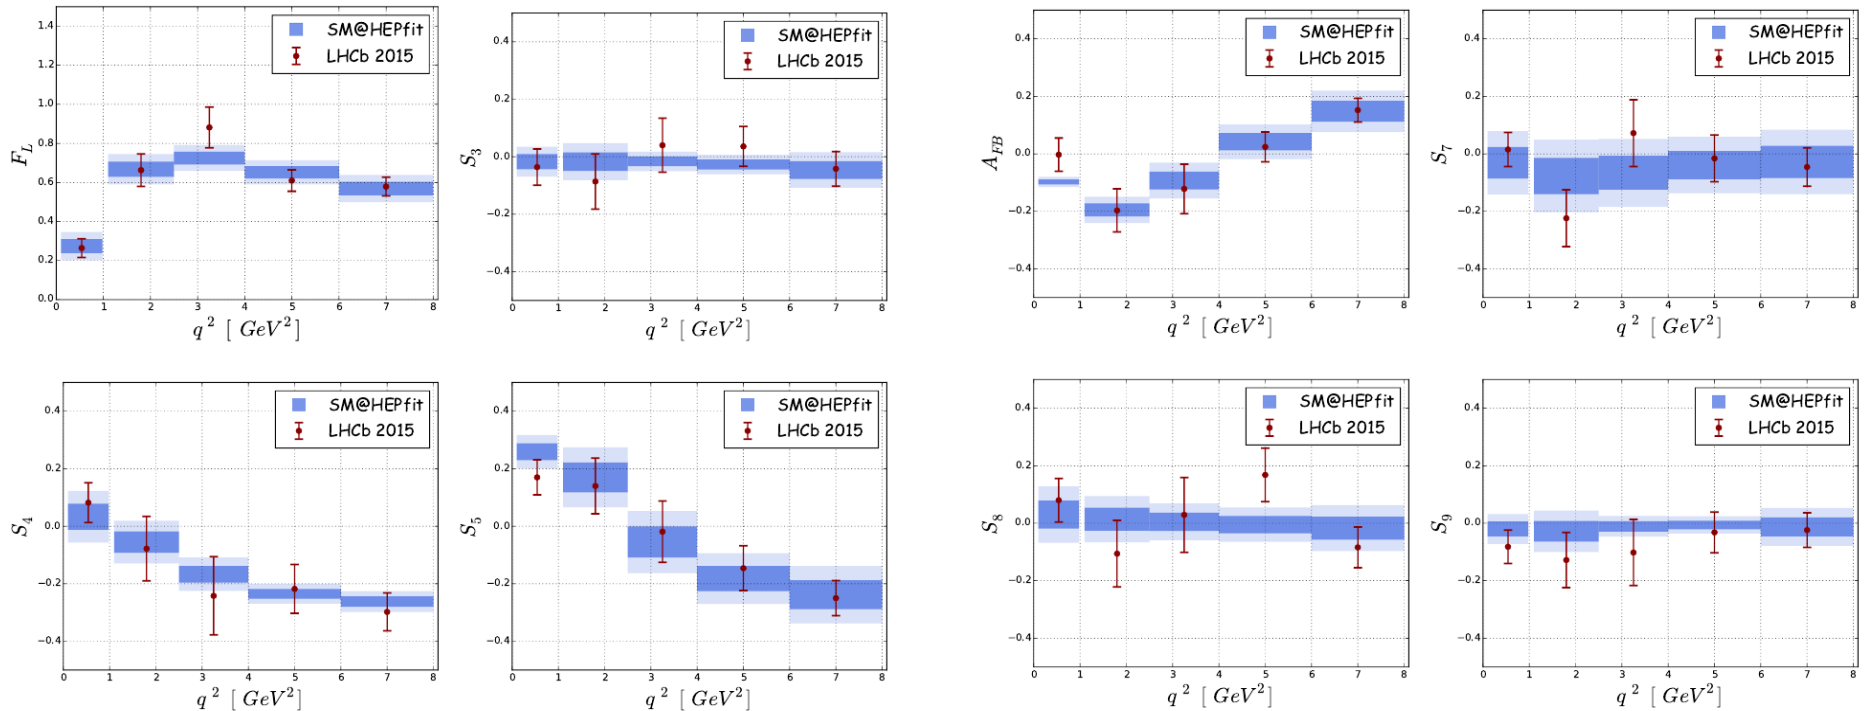 1.4
1.2
1.0
0.8
0.6
0.4
0.2
0.0
F_L
SM@HEPfit
LHCb 2015
0 1 2 3 4 5 6 7 8
q² [ GeV²]
0.4
0.2
0.0
−0.2
−0.4
S_3
SM@HEPfit
LHCb 2015
0 1 2 3 4 5 6 7 8
q² [ GeV²]
0.4
0.2
0.0
−0.2
−0.4
A_FB
SM@HEPfit
LHCb 2015
0 1 2 3 4 5 6 7 8
q² [ GeV²]
0.4
0.2
0.0
−0.2
−0.4
S_7
SM@HEPfit
LHCb 2015
0 1 2 3 4 5 6 7 8
q² [ GeV²]
0.4
0.2
0.0
−0.2
−0.4
S_4
SM@HEPfit
LHCb 2015
0 1 2 3 4 5 6 7 8
q² [ GeV²]
0.4
0.2
0.0
−0.2
−0.4
S_5
SM@HEPfit
LHCb 2015
0 1 2 3 4 5 6 7 8
q² [ GeV²]
0.4
0.2
0.0
−0.2
−0.4
S_8
SM@HEPfit
LHCb 2015
0 1 2 3 4 5 6 7 8
q² [ GeV²]
0.4
0.2
0.0
−0.2
−0.4
S_9
SM@HEPfit
LHCb 2015
0 1 2 3 4 5 6 7 8
q² [ GeV²]